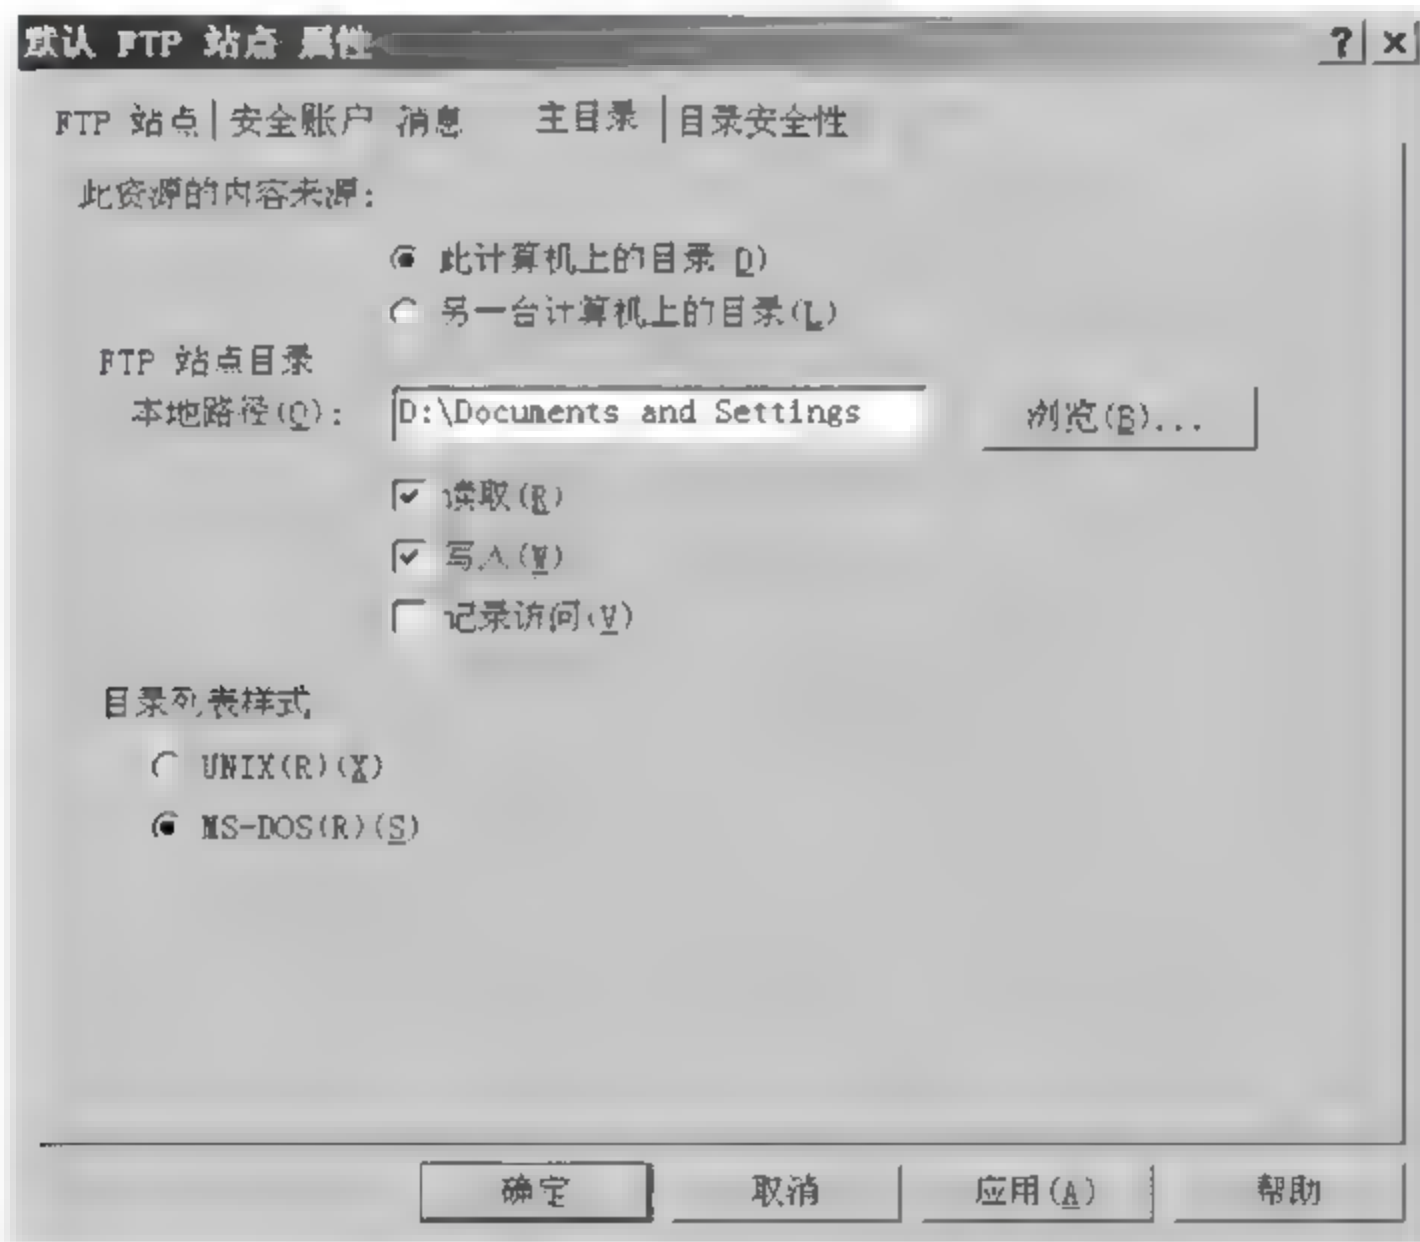 默认 FTP 站点 属性 ? ×
FTP 站点 安全账户 消息 主目录 目录安全性
此资源的内容来源:
此计算机上的目录 D)
另一台计算机上的目录(L)
FTP 站点目录
本地路径(O): D:\Documents and Settings 浏览(B)...
读取(R)
写入(W)
记录访问(V)
目录列表样式
UNIX(R)(X)
MS-DOS(R)(S)
确定 取消 应用(A) 帮助